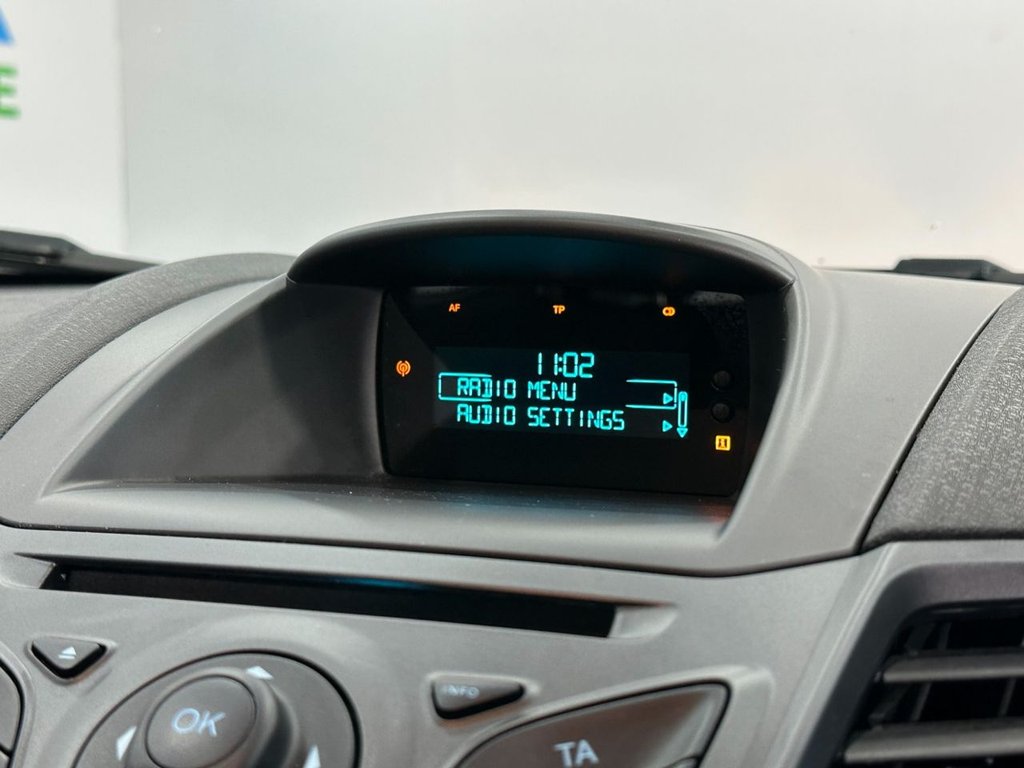 A
E
AF TP
11:02
RADIO MENU
AUDIO SETTINGS
INFO
OK
TA